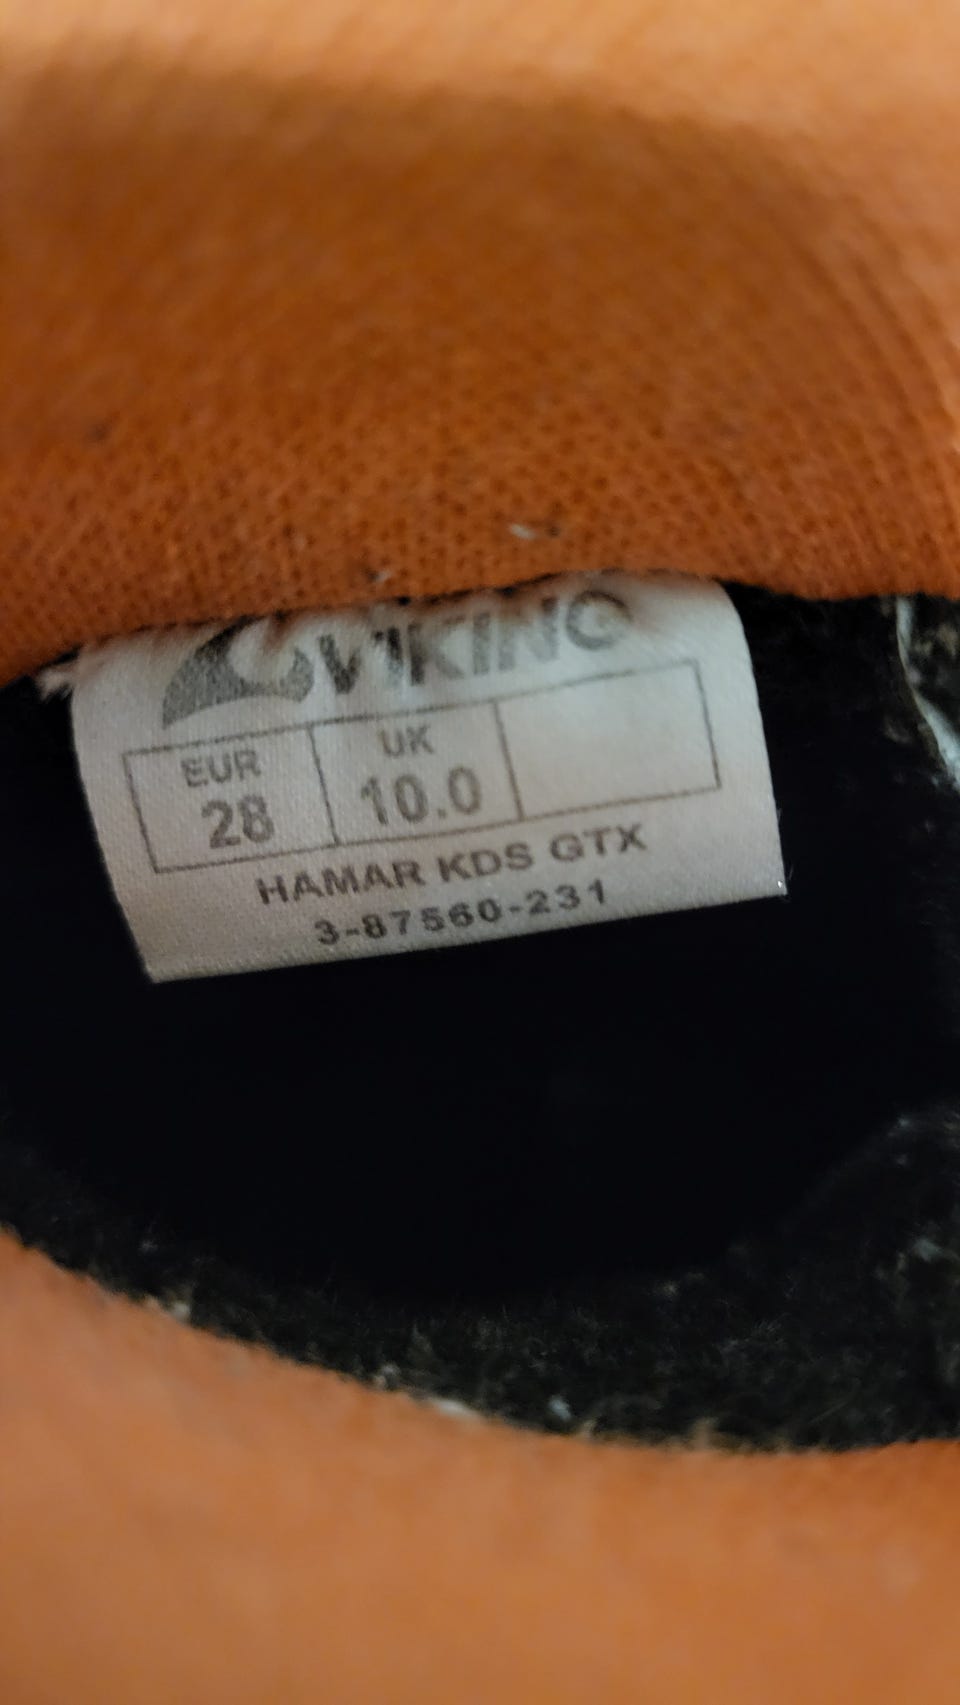 VIKING
EUR UK
28 10.0
HAMAR KDS GTX
3-87560-231